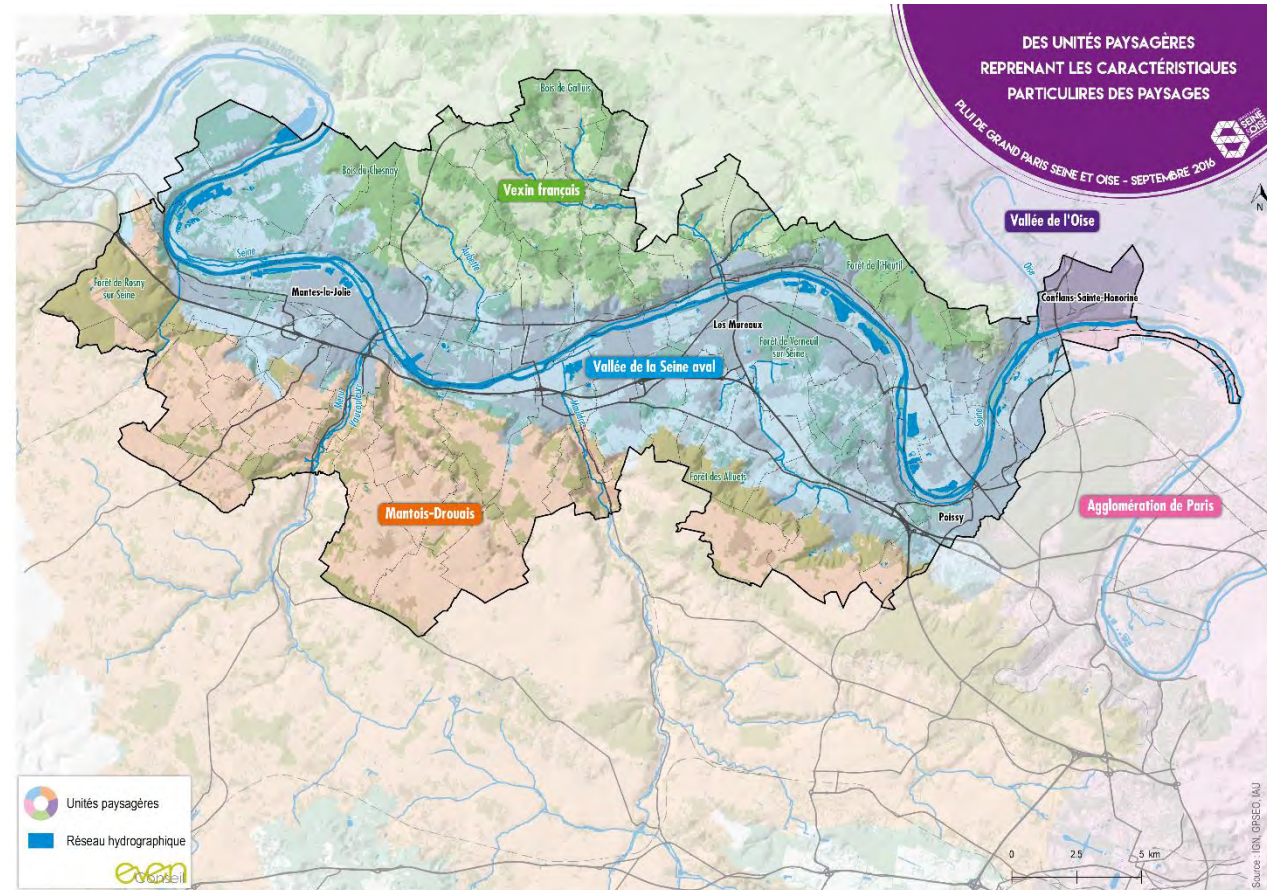 DES UNITÉS PAYSAGÈRES
REPRENANT LES CARACTÉRISTIQUES
PARTICULIRES DES PAYSAGES
PLUI DE GRAND PARIS SEINE ET OISE - SEPTEMBRE 2016
SEINE
& OISE
N
Bois de Galluis
Bois du Chesnay
Vexin français
Vallée de l'Oise
Aubette
Oise
Seine
Forêt de l'Hautil
Forêt de Rosny
sur Seine
Mantes-la-Jolie
Conflans-Sainte-Honorine
Les Mureaux
Forêt de Verneuil
sur Seine
Vallée de la Seine aval
Vaucouleurs
Mauldre
Seine
Forêt des Alluets
Mantois-Drouais
Poissy
Agglomération de Paris
Unités paysagères
Réseau hydrographique
even
Conseil
0 2.5 5 km
Source : IGN, GPSEO, IAU